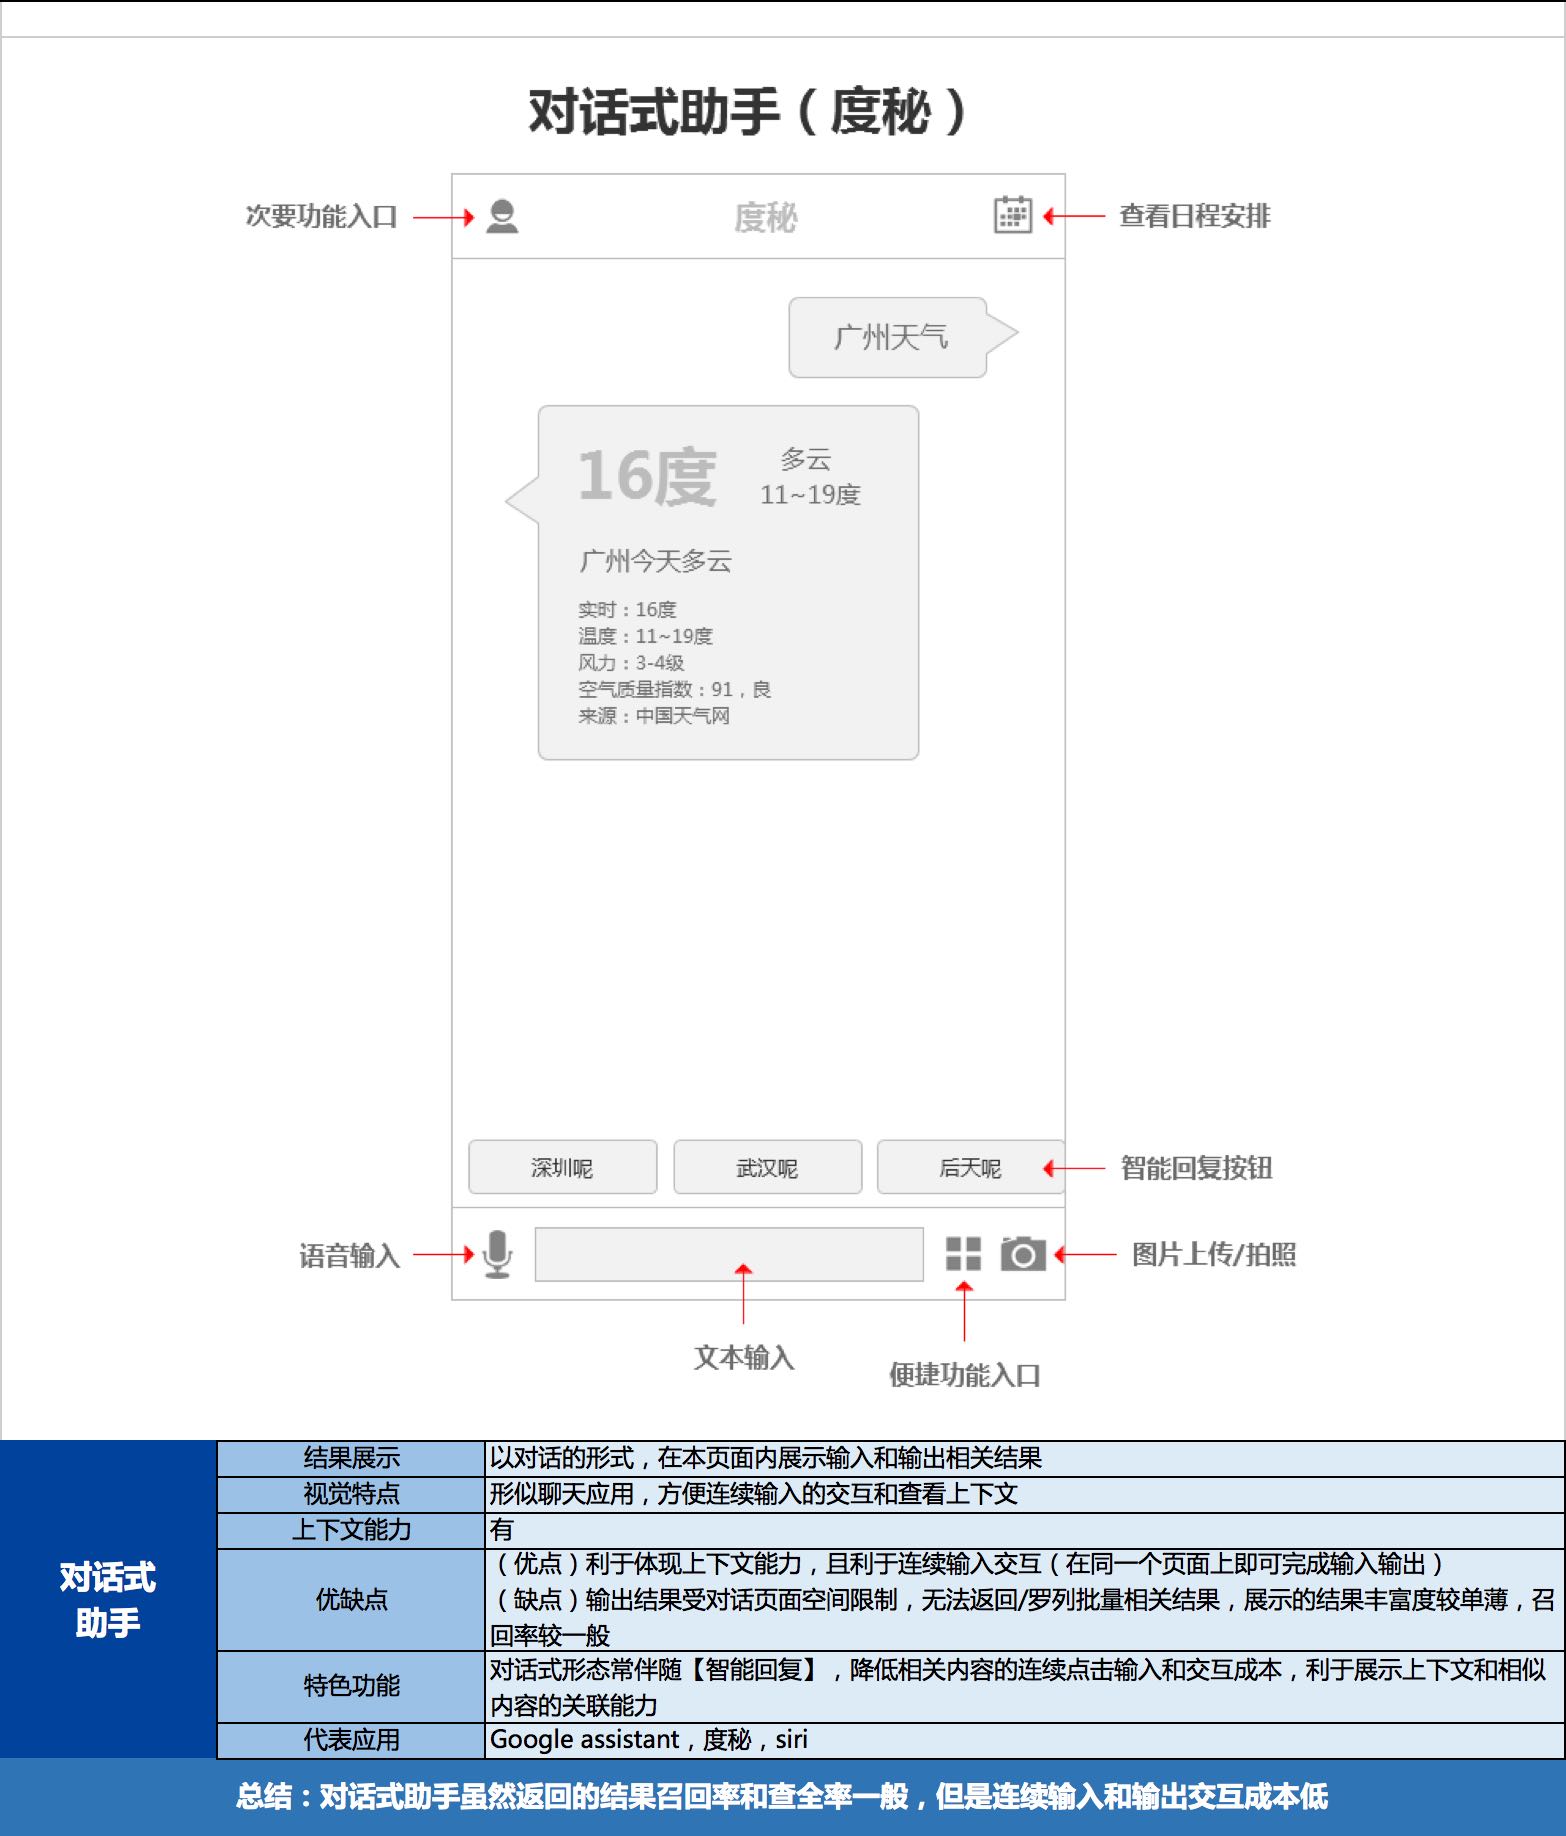 对话式助手（度秘）
次要功能入口
度秘
查看日程安排
广州天气
16度
多云
11~19度
广州今天多云
实时：16度
温度：11~19度
风力：3-4级
空气质量指数：91，良
来源：中国天气网
深圳呢
武汉呢
后天呢
智能回复按钮
语音输入
图片上传/拍照
文本输入
便捷功能入口
对话式
助手
结果展示
以对话的形式，在本页面内展示输入和输出相关结果
视觉特点
形似聊天应用，方便连续输入的交互和查看上下文
上下文能力
有
优缺点
（优点）利于体现上下文能力，且利于连续输入交互（在同一个页面上即可完成输入输出）
（缺点）输出结果受对话页面空间限制，无法返回/罗列批量相关结果，展示的结果丰富度较单薄，召
回率较一般
特色功能
对话式形态常伴随【智能回复】，降低相关内容的连续点击输入和交互成本，利于展示上下文和相似
内容的关联能力
代表应用
Google assistant，度秘，siri
总结：对话式助手虽然返回的结果召回率和查全率一般，但是连续输入和输出交互成本低